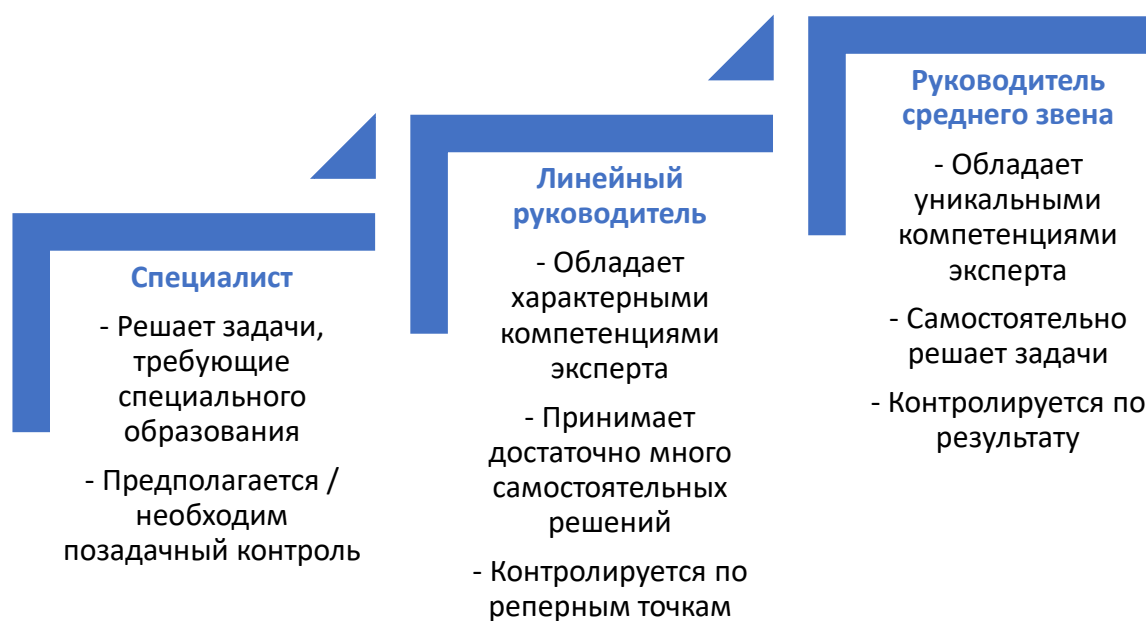 Специалист
- Решает задачи,
требующие
специального
образования
- Предполагается /
необходим
позадачный контроль
Линейный
руководитель
- Обладает
характерными
компетенциями
эксперта
- Принимает
достаточно много
самостоятельных
решений
- Контролируется по
реперным точкам
Руководитель
среднего звена
- Обладает
уникальными
компетенциями
эксперта
- Самостоятельно
решает задачи
- Контролируется по
результату